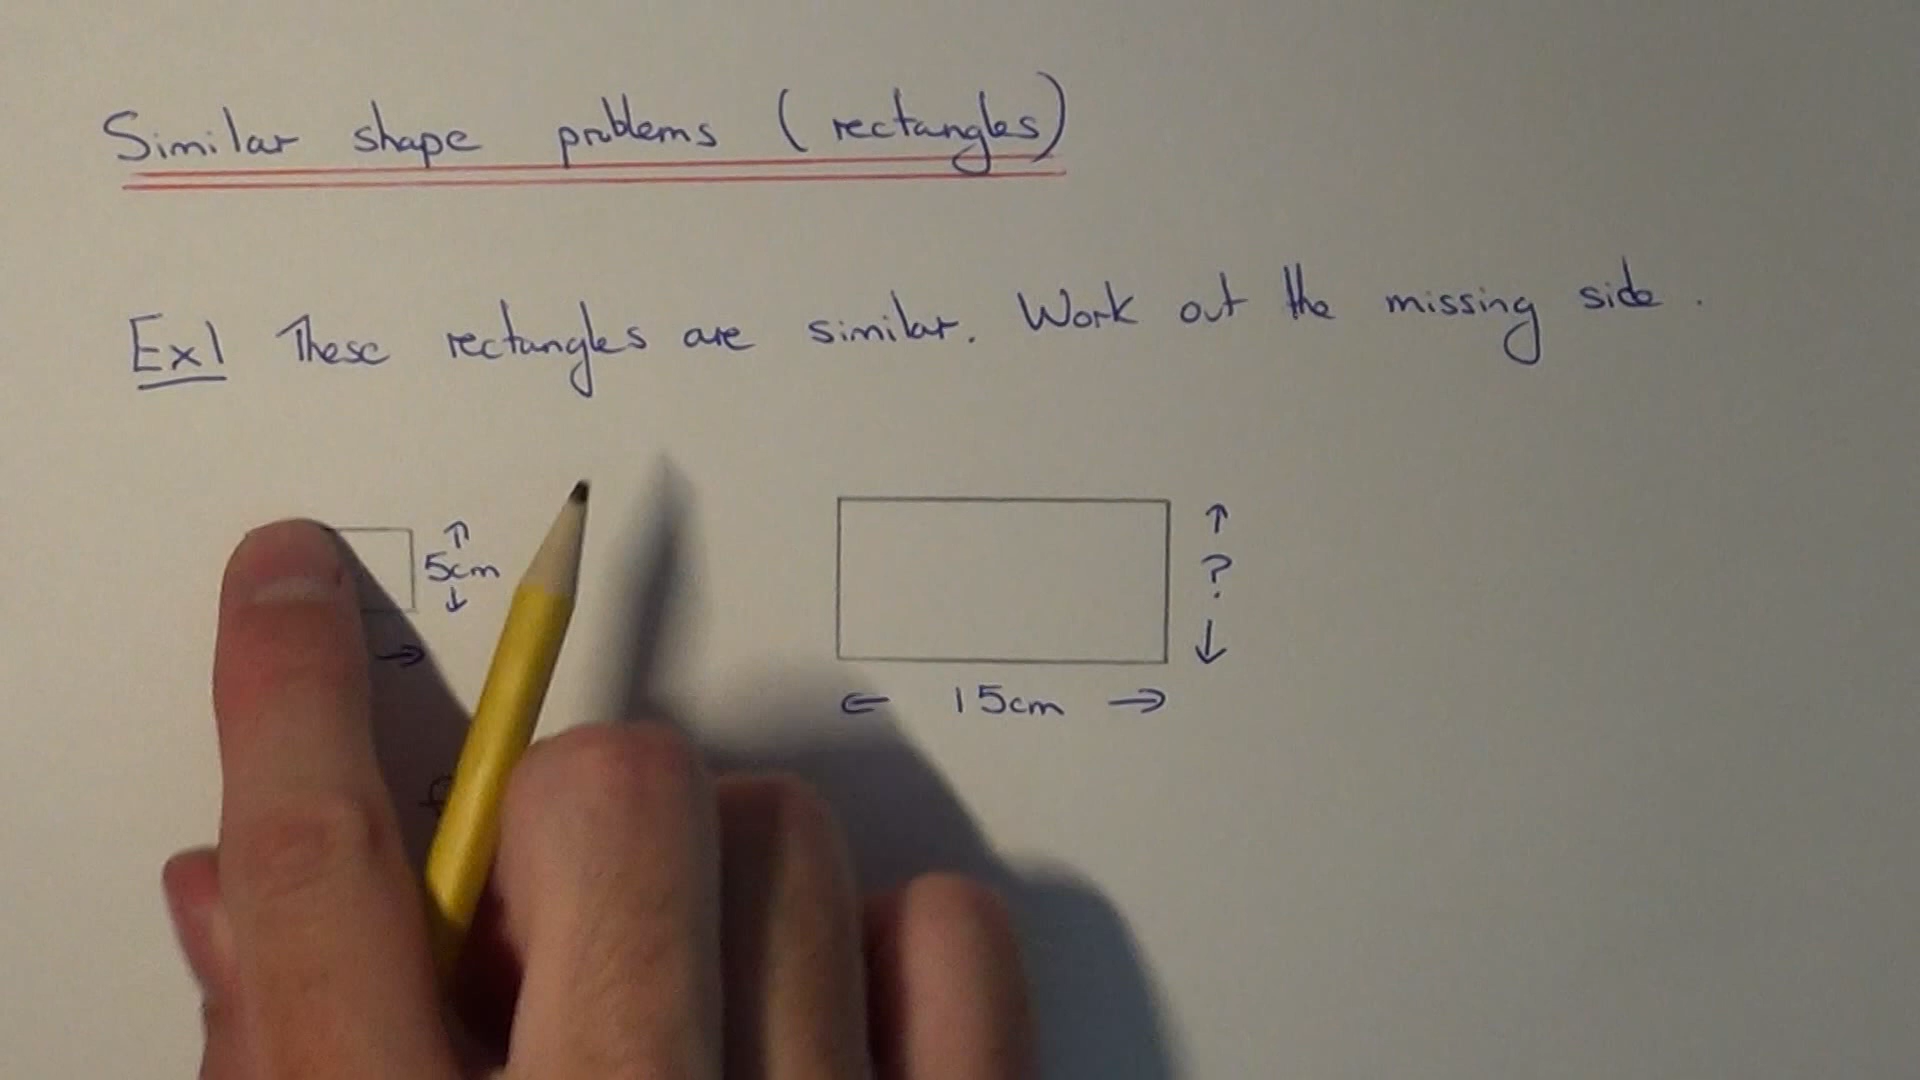 Similar shape problems (rectangles)
Ex1 These rectangles are similar. Work out the missing side.
↑
5cm
↓
→
↑
?
↓
← 15cm →